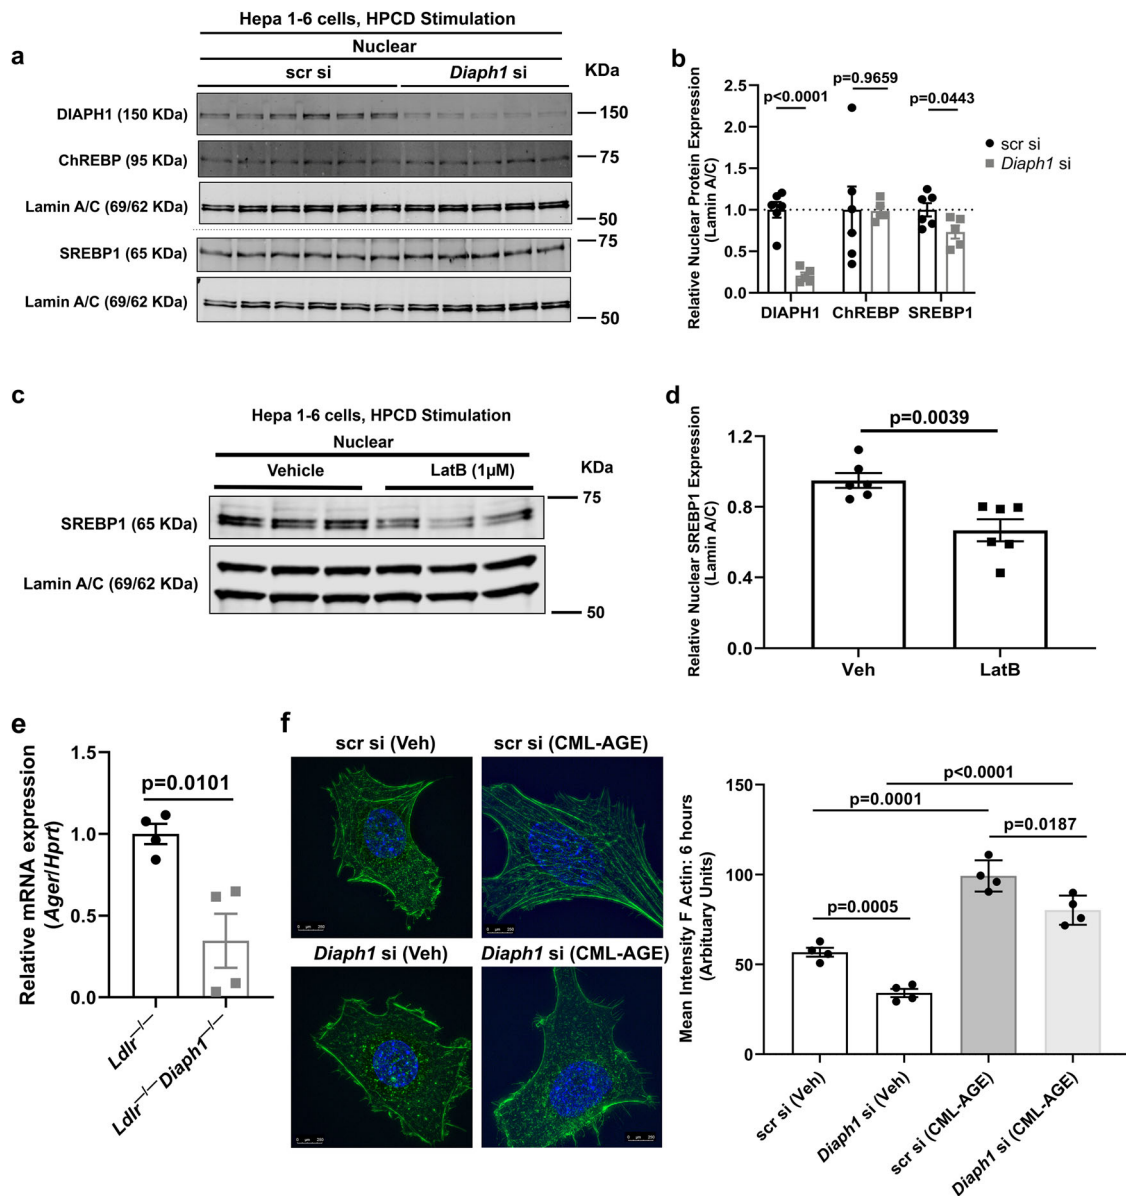 Hepa 1-6 cells, HPCD Stimulation
Nuclear
a
scr si
Diaph1 si
KDa
DIAPH1 (150 KDa)
150
ChREBP (95 KDa)
75
Lamin A/C (69/62 KDa)
50
75
SREBP1 (65 KDa)
Lamin A/C (69/62 KDa)
50
b
Relative Nuclear Protein Expression
(Lamin A/C)
2.5
2.0
1.5
1.0
0.5
0.0
p<0.0001
p=0.9659
p=0.0443
scr si
Diaph1 si
DIAPH1
ChREBP
SREBP1
c
Hepa 1-6 cells, HPCD Stimulation
Nuclear
Vehicle
LatB (1µM)
KDa
75
SREBP1 (65 KDa)
Lamin A/C (69/62 KDa)
50
d
Relative Nuclear SREBP1 Expression
(Lamin A/C)
p=0.0039
1.2
0.8
0.4
0.0
Veh
LatB
e
Relative mRNA expression
(Ager/Hprt)
1.5
1.0
0.5
0.0
p=0.0101
Ldlr−/−
Ldlr−/−Diaph1−/−
f
scr si (Veh)
scr si (CML-AGE)
Diaph1 si (Veh)
Diaph1 si (CML-AGE)
Mean Intensity F Actin: 6 hours
(Arbituary Units)
150
100
50
0
p<0.0001
p=0.0001
p=0.0187
p=0.0005
scr si (Veh)
Diaph1 si (Veh)
scr si (CML-AGE)
Diaph1 si (CML-AGE)